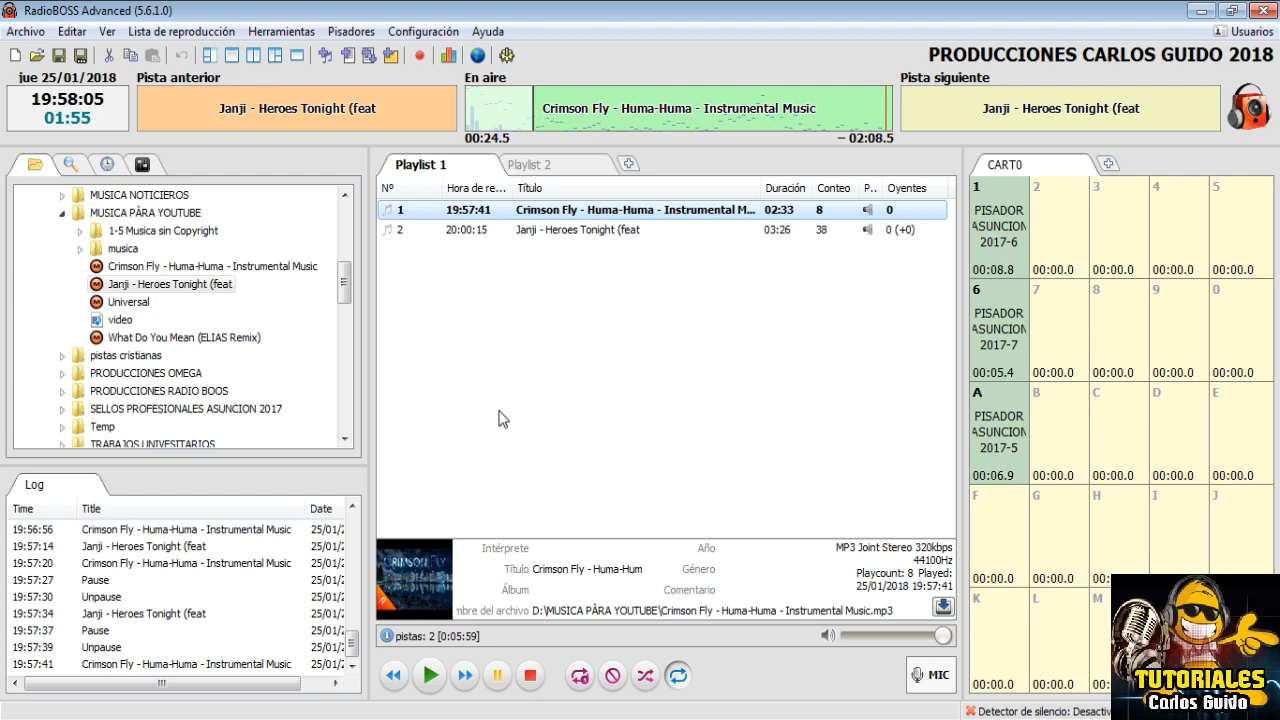 RadioBOSS Advanced (5.6.1.0)
Archivo Editar Ver Lista de reproducción Herramientas Pisadores Configuración Ayuda Usuarios
PRODUCCIONES CARLOS GUIDO 2018
jue 25/01/2018
19:58:05
01:55
Pista anterior
Janji - Heroes Tonight (feat
En aire
Crimson Fly - Huma-Huma - Instrumental Music
00:24.5
– 02:08.5
Pista siguiente
Janji - Heroes Tonight (feat
MUSICA NOTICIEROS
MUSICA PÀRA YOUTUBE
1-5 Musica sin Copyright
musica
Crimson Fly - Huma-Huma - Instrumental Music
Janji - Heroes Tonight (feat
Universal
video
What Do You Mean (ELIAS Remix)
pistas cristianas
PRODUCCIONES OMEGA
PRODUCCIONES RADIO BOOS
SELLOS PROFESIONALES ASUNCION 2017
Temp
TRABAJOS UNIVESITARIOS
Log
Time Title Date
19:56:56 Crimson Fly - Huma-Huma - Instrumental Music 25/01/2
19:57:14 Janji - Heroes Tonight (feat 25/01/2
19:57:20 Crimson Fly - Huma-Huma - Instrumental Music 25/01/2
19:57:27 Pause 25/01/2
19:57:30 Unpause 25/01/2
19:57:34 Janji - Heroes Tonight (feat 25/01/2
19:57:37 Pause 25/01/2
19:57:39 Unpause 25/01/2
19:57:41 Crimson Fly - Huma-Huma - Instrumental Music 25/01/2
Playlist 1 Playlist 2
Nº Hora de re... Título Duración Conteo P.. Oyentes
1 19:57:41 Crimson Fly - Huma-Huma - Instrumental M... 02:33 8 0
2 20:00:15 Janji - Heroes Tonight (feat 03:26 38 0 (+0)
CRIMSON FLY
Intérprete Año
Título Crimson Fly - Huma-Hum Género
Álbum Comentario
MP3 Joint Stereo 320kbps
44100Hz
Playcount: 8 Played:
25/01/2018 19:57:41
mbre del archivo D:\MUSICA PÀRA YOUTUBE\Crimson Fly - Huma-Huma - Instrumental Music.mp3
pistas: 2 [0:05:59]
MIC
CART0
1 2 3 4 5
PISADOR
ASUNCION
2017-6
00:08.8 00:00.0 00:00.0 00:00.0 00:00.0
6 7 8 9 0
PISADOR
ASUNCION
2017-7
00:05.4 00:00.0 00:00.0 00:00.0 00:00.0
A B C D E
PISADOR
ASUNCION
2017-5
00:06.9 00:00.0 00:00.0 00:00.0 00:00.0
F G H I J
00:00.0 00:00.0
K L M
00:00.0 00:00.0
Detector de silencio: Desactiv
TUTORIALES
Carlos Guido